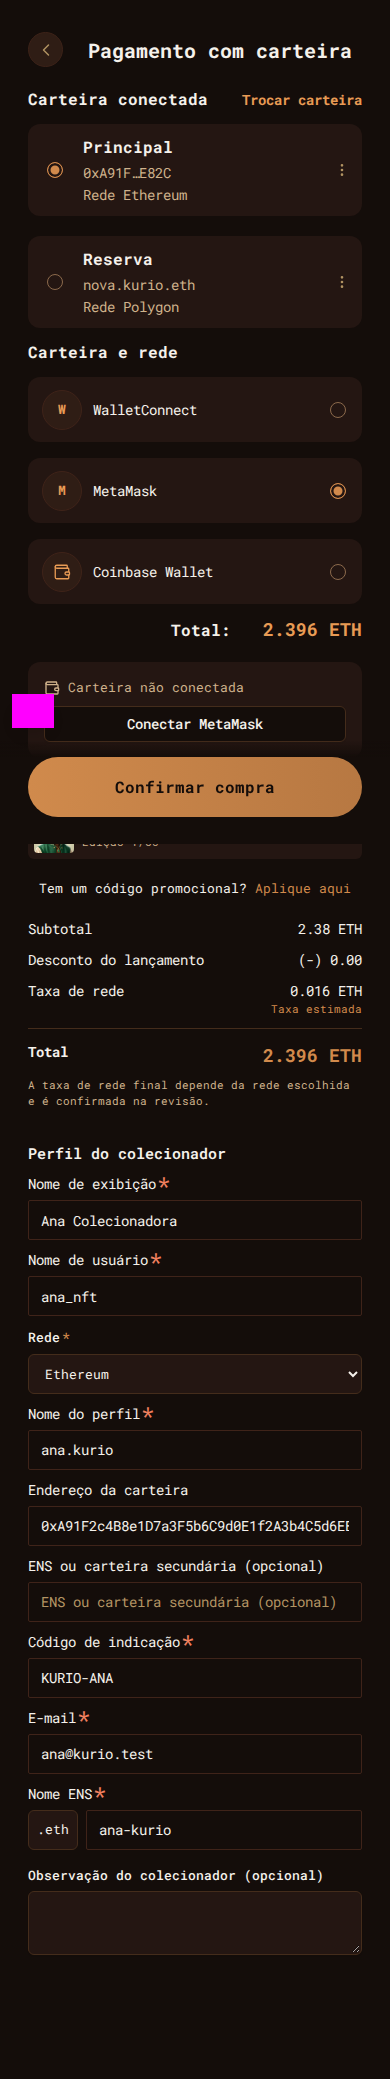 Pagamento com carteira
Carteira conectada Trocar carteira
Principal
0xA91F…E82C
Rede Ethereum
Reserva
nova.kurio.eth
Rede Polygon
Carteira e rede
W WalletConnect
M MetaMask
Coinbase Wallet
Total: 2.396 ETH
Carteira não conectada
Conectar MetaMask
Confirmar compra
Tem um código promocional? Aplique aqui
Subtotal 2.38 ETH
Desconto do lançamento (-) 0.00
Taxa de rede 0.016 ETH
Taxa estimada
Total 2.396 ETH
A taxa de rede final depende da rede escolhida
e é confirmada na revisão.
Perfil do colecionador
Nome de exibição*
Ana Colecionadora
Nome de usuário*
ana_nft
Rede*
Ethereum
Nome do perfil*
ana.kurio
Endereço da carteira
0xA91F2c4B8e1D7a3F5b6C9d0E1f2A3b4C5d6E
ENS ou carteira secundária (opcional)
ENS ou carteira secundária (opcional)
Código de indicação*
KURIO-ANA
E-mail*
ana@kurio.test
Nome ENS*
.eth ana-kurio
Observação do colecionador (opcional)